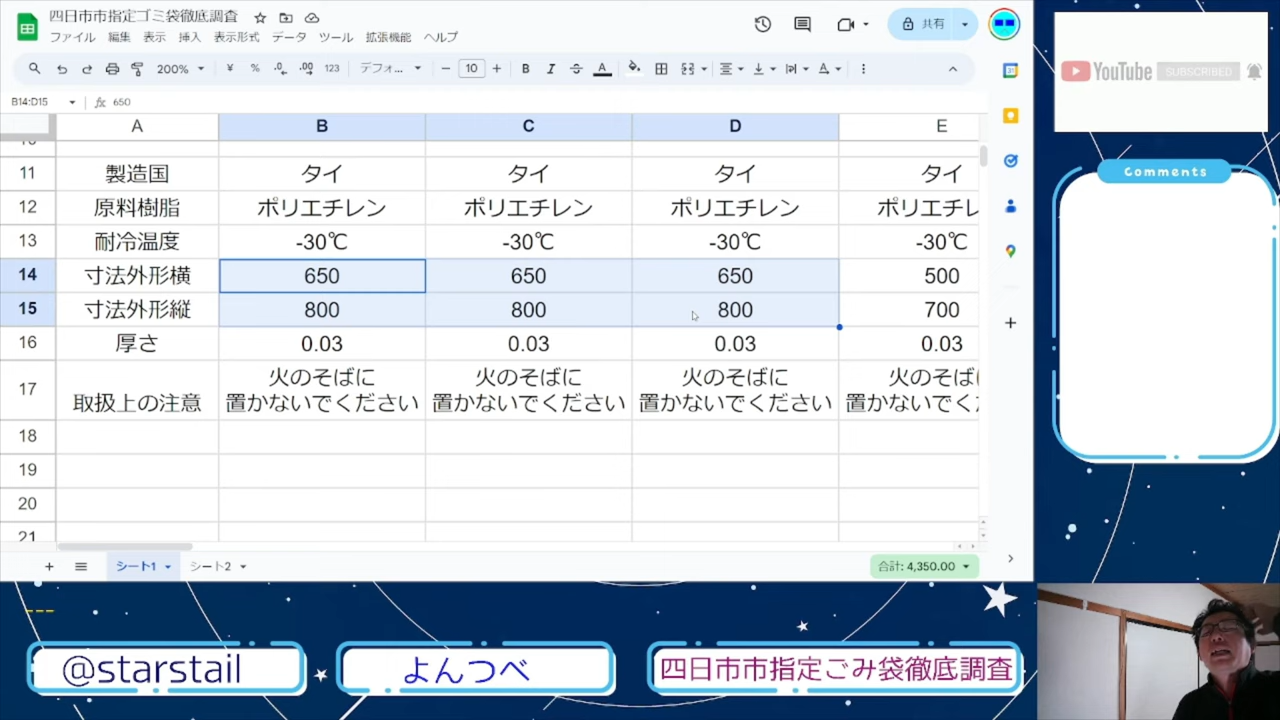 四日市市指定ゴミ袋徹底調査
ファイル 編集 表示 挿入 表示形式 データ ツール 拡張機能 ヘルプ
共有
200% ¥ % .0 .00 123 デフォ... − 10 + B I A
B14:D15 fx 650
A B C D E
11 製造国 タイ タイ タイ タイ
12 原料樹脂 ポリエチレン ポリエチレン ポリエチレン ポリエチレ
13 耐冷温度 -30℃ -30℃ -30℃ -30℃
14 寸法外形横 650 650 650 500
15 寸法外形縦 800 800 800 700
16 厚さ 0.03 0.03 0.03 0.03
17 取扱上の注意 火のそばに 火のそばに 火のそばに 火のそば
置かないでください 置かないでください 置かないでください 置かないでく
18
19
20
21
シート1 シート2 合計: 4,350.00
YouTube SUBSCRIBED
Comments
@starstail よんつべ 四日市市指定ごみ袋徹底調査